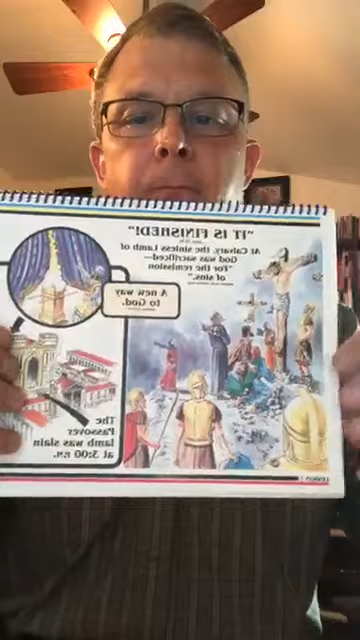 "IT IS FINISHED!"
At Calvary, the sinless Lamb of
God was sacrificed—
"For the remission
of sins."
A new way
to God.
The
Passover
lamb was slain
at 3:00 P.M.